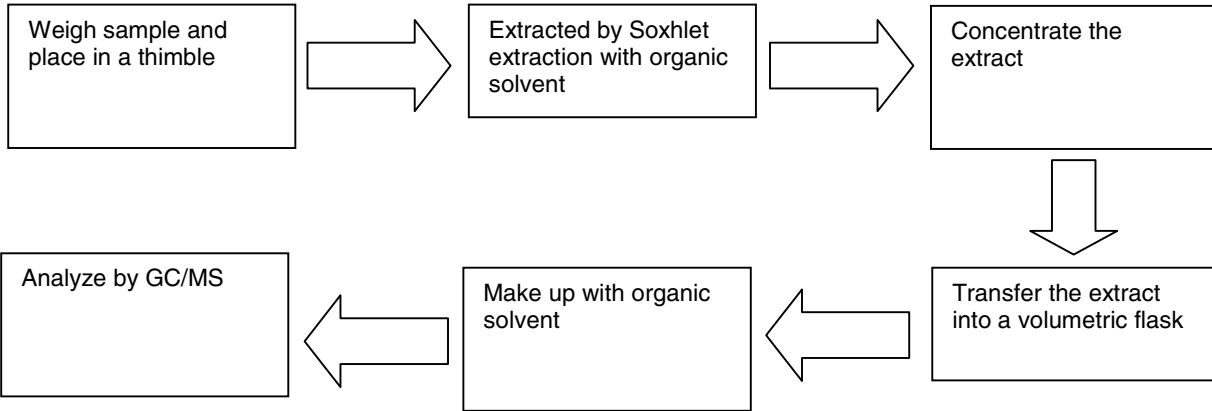 Weigh sample and
place in a thimble
Extracted by Soxhlet
extraction with organic
solvent
Concentrate the
extract
Transfer the extract
into a volumetric flask
Make up with organic
solvent
Analyze by GC/MS